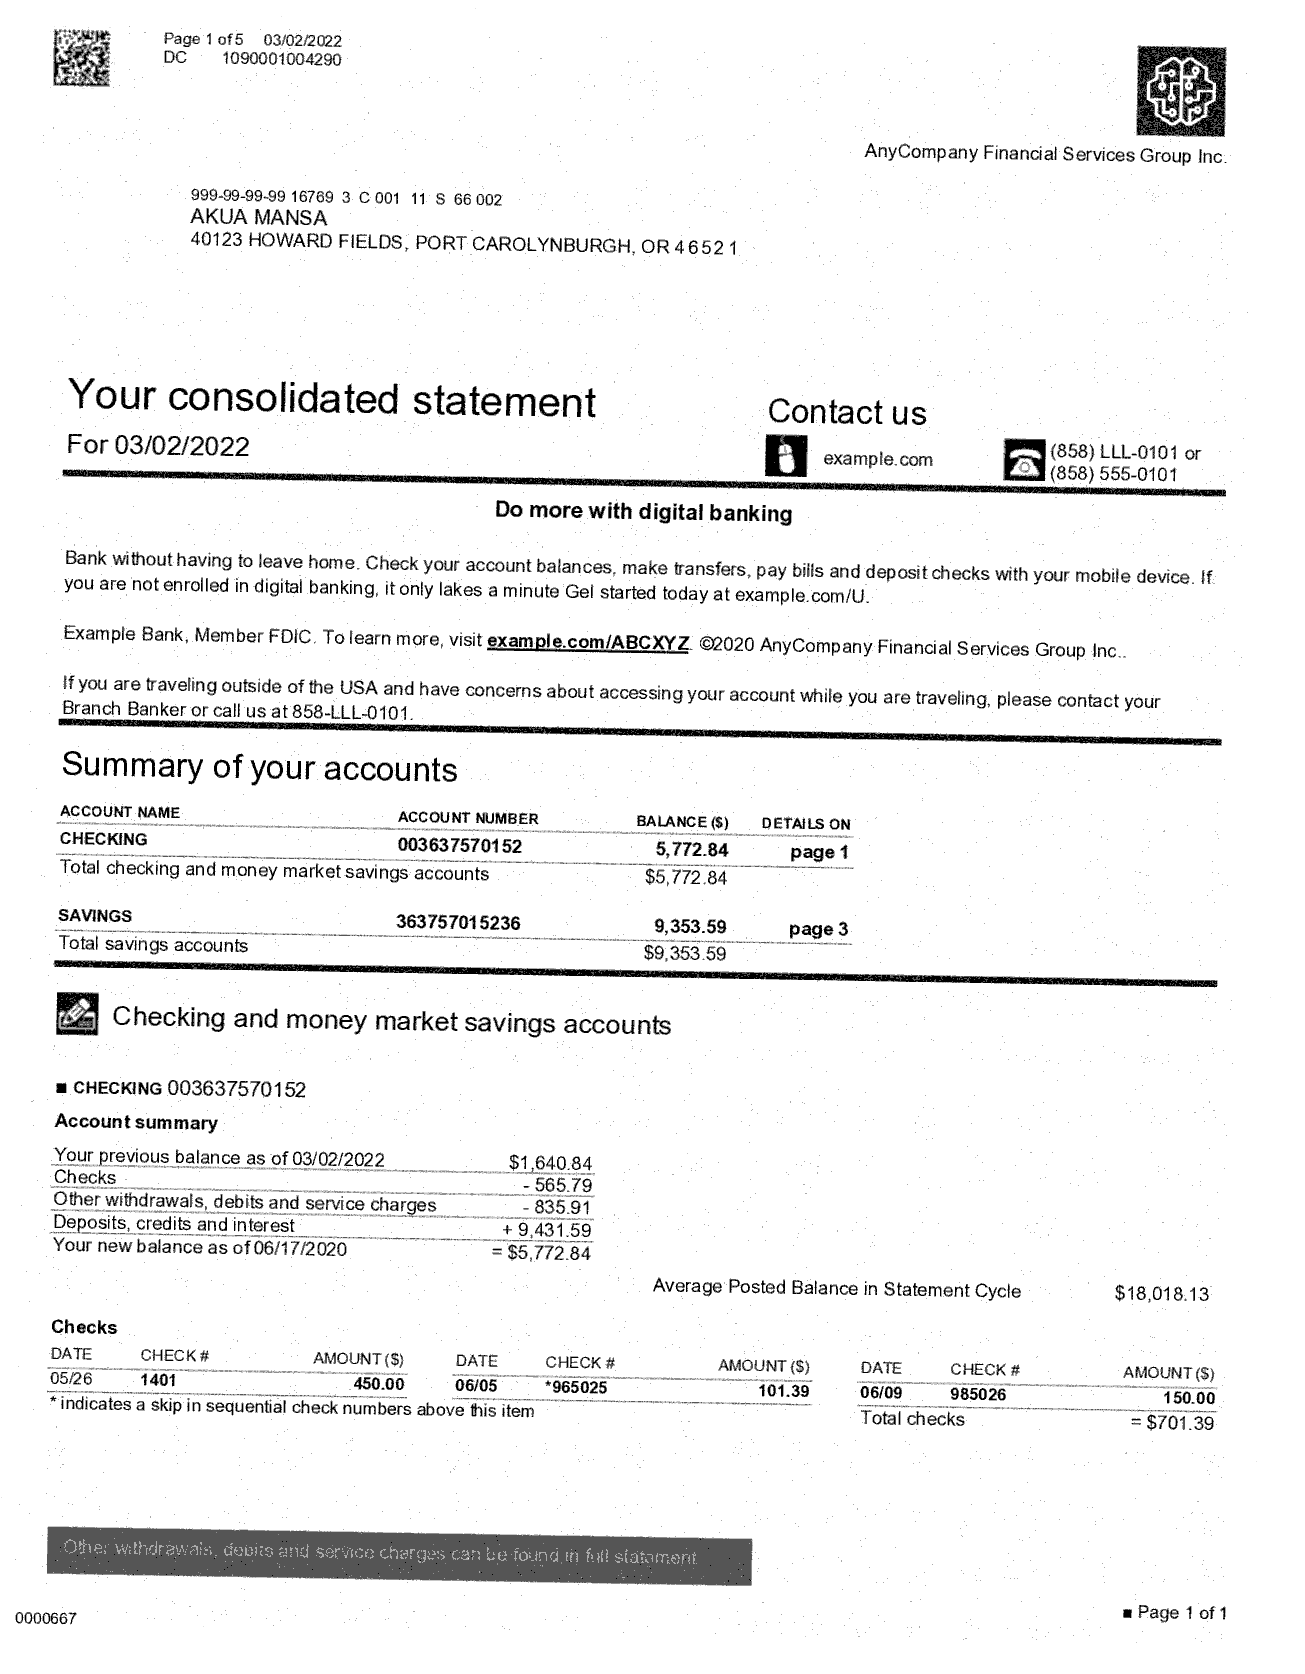 Page 1 of 5 03/02/2022
DC 1090001004290
AnyCompany Financial Services Group Inc.
999-99-99-99 16769 3 C 001 11 S 66 002
AKUA MANSA
40123 HOWARD FIELDS, PORT CAROLYNBURGH, OR 46521
Your consolidated statement
For 03/02/2022
Contact us
example.com
(858) LLL-0101 or
(858) 555-0101
Do more with digital banking
Bank without having to leave home. Check your account balances, make transfers, pay bills and deposit checks with your mobile device. If
you are not enrolled in digital banking, it only lakes a minute Gel started today at example.com/U.
Example Bank, Member FDIC. To learn more, visit example.com/ABCXYZ. ©2020 AnyCompany Financial Services Group Inc..
If you are traveling outside of the USA and have concerns about accessing your account while you are traveling, please contact your
Branch Banker or call us at 858-LLL-0101.
Summary of your accounts
ACCOUNT NAME ACCOUNT NUMBER BALANCE ($) DETAILS ON
CHECKING 003637570152 5,772.84 page 1
Total checking and money market savings accounts $5,772.84
SAVINGS 363757015236 9,353.59 page 3
Total savings accounts $9,353.59
Checking and money market savings accounts
■ CHECKING 003637570152
Account summary
Your previous balance as of 03/02/2022 $1,640.84
Checks - 565.79
Other withdrawals, debits and service charges - 835.91
Deposits, credits and interest + 9,431.59
Your new balance as of 06/17/2020 = $5,772.84
Average Posted Balance in Statement Cycle $18,018.13
Checks
DATE CHECK # AMOUNT ($) DATE CHECK # AMOUNT ($) DATE CHECK # AMOUNT ($)
05/26 1401 450.00 06/05 *965025 101.39 06/09 985026 150.00
* indicates a skip in sequential check numbers above this item Total checks = $701.39
Other withdrawals, debits and service charges can be found in full statement
0000667
■ Page 1 of 1